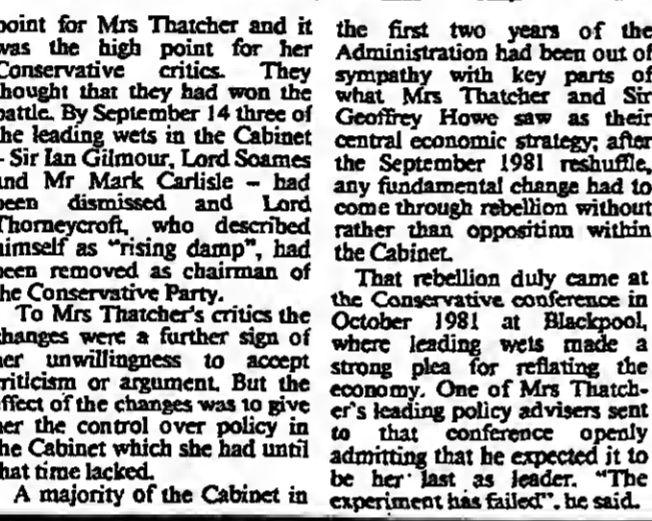 point for Mrs Thatcher and it
was the high point for her
Conservative critics. They
thought that they had won the
battle. By September 14 three of
the leading wets in the Cabinet
- Sir Ian Gilmour, Lord Soames
and Mr Mark Carlisle - had
been dismissed and Lord
Thorneycroft, who described
himself as "rising damp", had
been removed as chairman of
the Conservative Party.
To Mrs Thatcher's critics the
changes were a further sign of
her unwillingness to accept
criticism or argument. But the
effect of the changes was to give
her the control over policy in
the Cabinet which she had until
that time lacked.
A majority of the Cabinet in
the first two years of the
Administration had been out of
sympathy with key parts of
what Mrs Thatcher and Sir
Geoffrey Howe saw as their
central economic strategy; after
the September 1981 reshuffle,
any fundamental change had to
come through rebellion without
rather than opposition within
the Cabinet.
That rebellion duly came at
the Conservative conference in
October 1981 at Blackpool,
where leading wets made a
strong plea for reflating the
economy. One of Mrs Thatch-
er's leading policy advisers sent
to that conference openly
admitting that he expected it to
be her last as leader. "The
experiment has failed", he said.